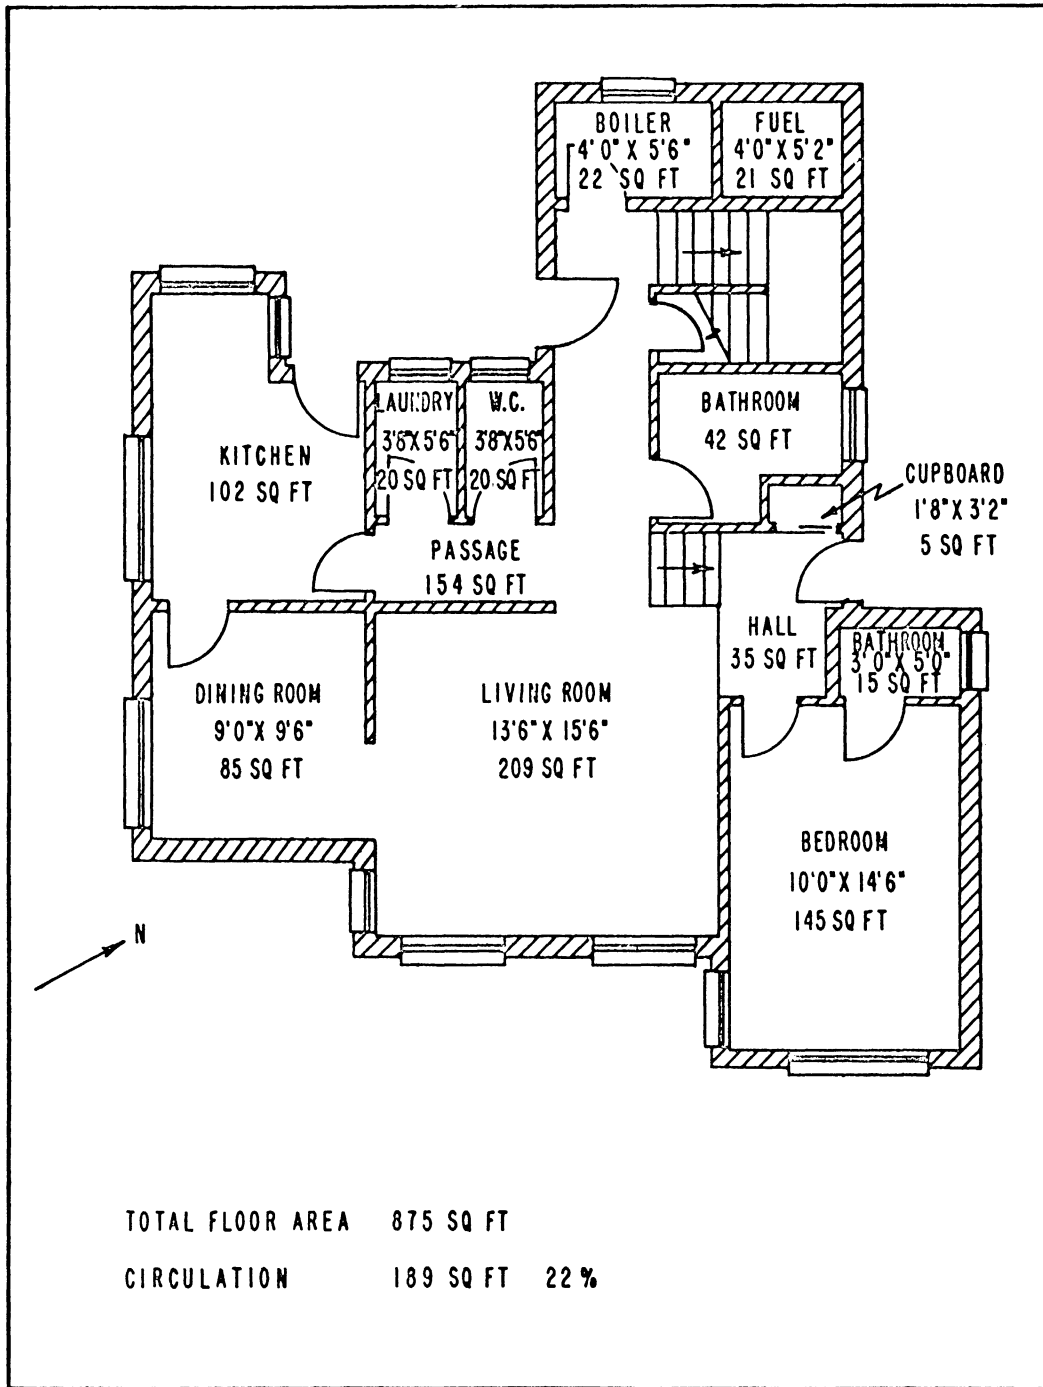 BOILER
4'0" X 5'6"
22 SQ FT
FUEL
4'0" X 5'2"
21 SQ FT
LAUNDRY
3'8" X 5'6"
20 SQ FT
W.C.
3'8" X 5'6"
20 SQ FT
BATHROOM
42 SQ FT
KITCHEN
102 SQ FT
CUPBOARD
1'8" X 3'2"
5 SQ FT
PASSAGE
154 SQ FT
HALL
35 SQ FT
BATHROOM
3'0" X 5'0"
15 SQ FT
DINING ROOM
9'0" X 9'6"
85 SQ FT
LIVING ROOM
13'6" X 15'6"
209 SQ FT
BEDROOM
10'0" X 14'6"
145 SQ FT
N
TOTAL FLOOR AREA 875 SQ FT
CIRCULATION 189 SQ FT 22%